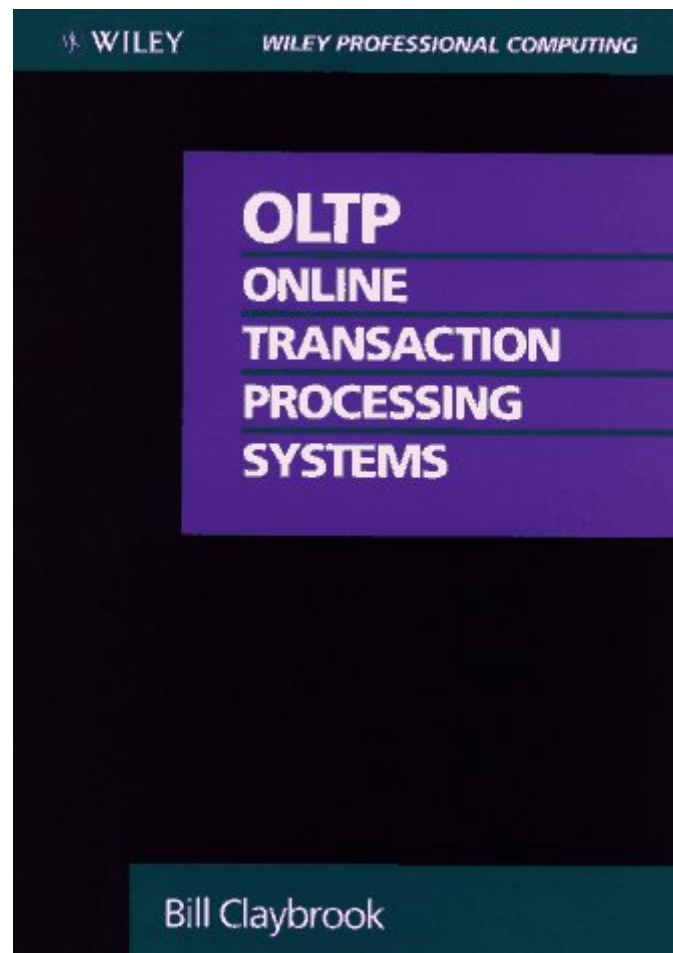 WILEY WILEY PROFESSIONAL COMPUTING
OLTP
ONLINE
TRANSACTION
PROCESSING
SYSTEMS
Bill Claybrook